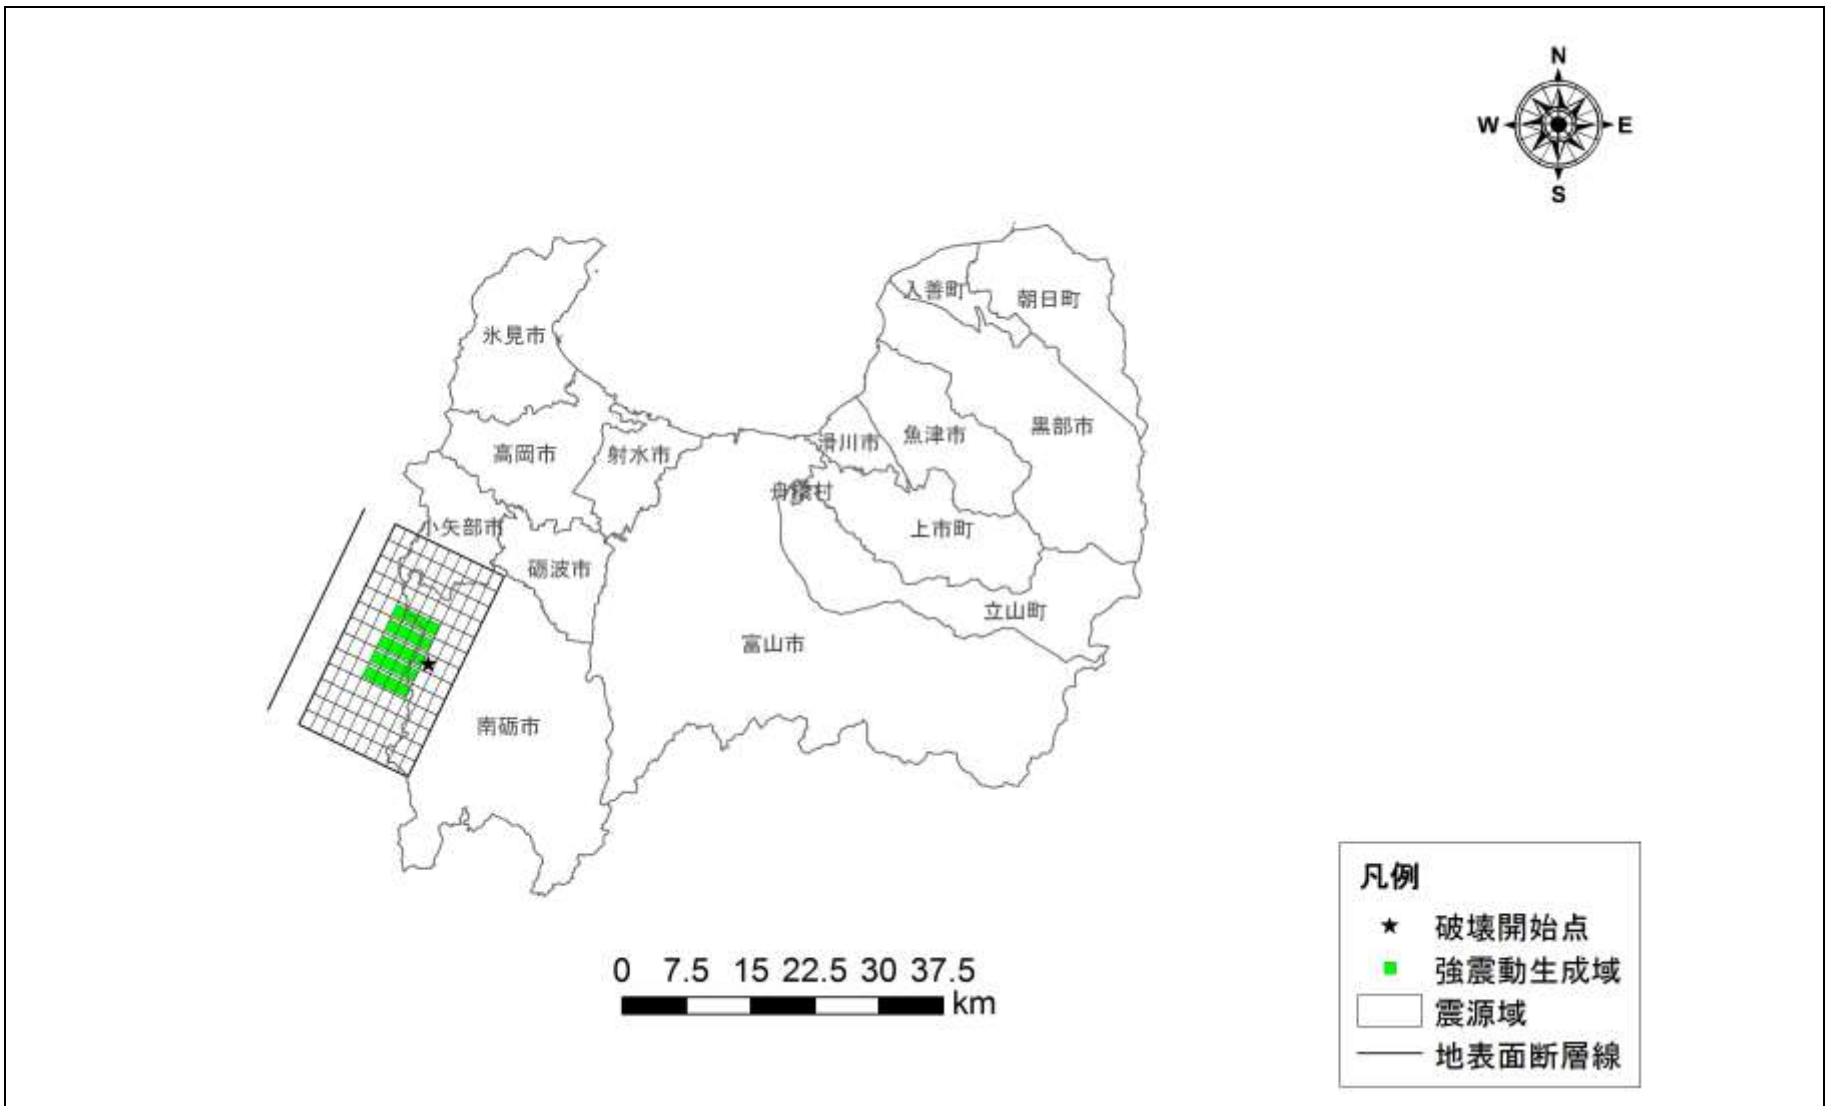 N
W E
S
入善町
朝日町
氷見市
黒部市
魚津市
滑川市
高岡市
射水市
舟橋村
小矢部市
上市町
砺波市
立山町
富山市
南砺市
凡例
破壊開始点
強震動生成域
震源域
地表面断層線
0 7.5 15 22.5 30 37.5
km